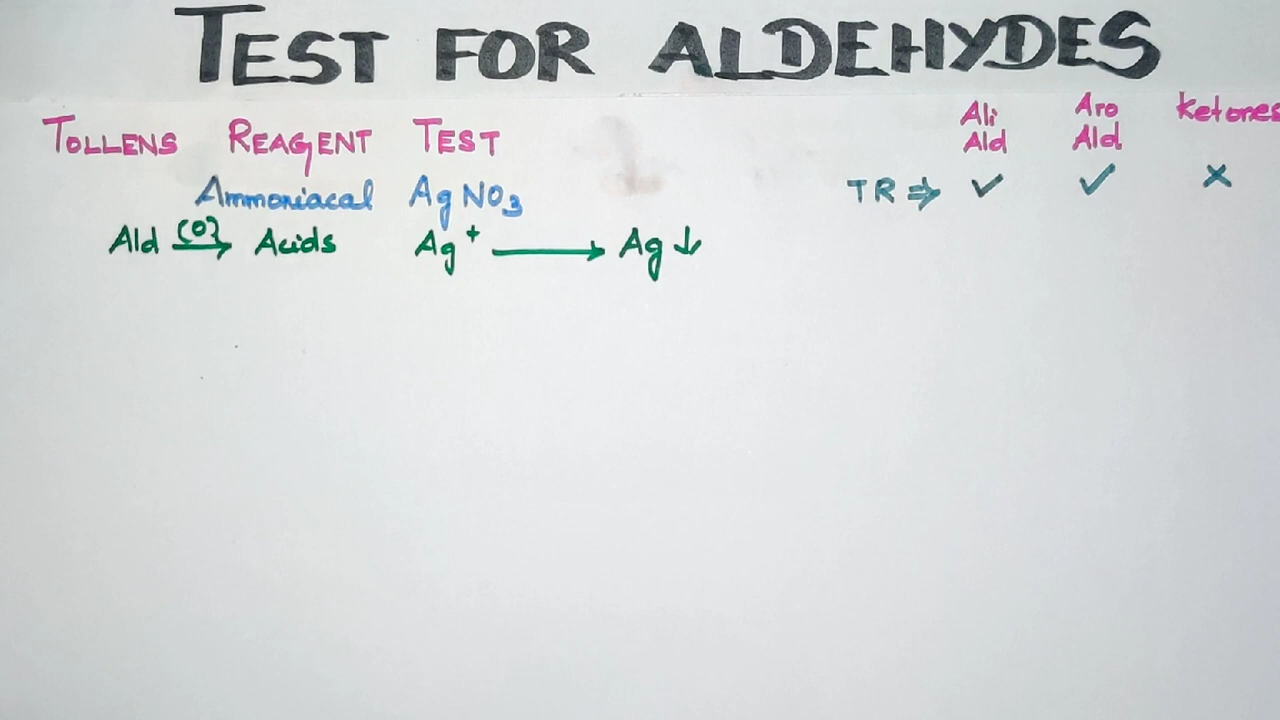 TEST FOR ALDEHYDES
TOLLENS REAGENT TEST
Ammoniacal AgNO₃
Ald (O) → Acids Ag⁺ → Ag ↓
Ali Ald Aro Ald Ketones
TR ⇒ ✓ ✓ ✗